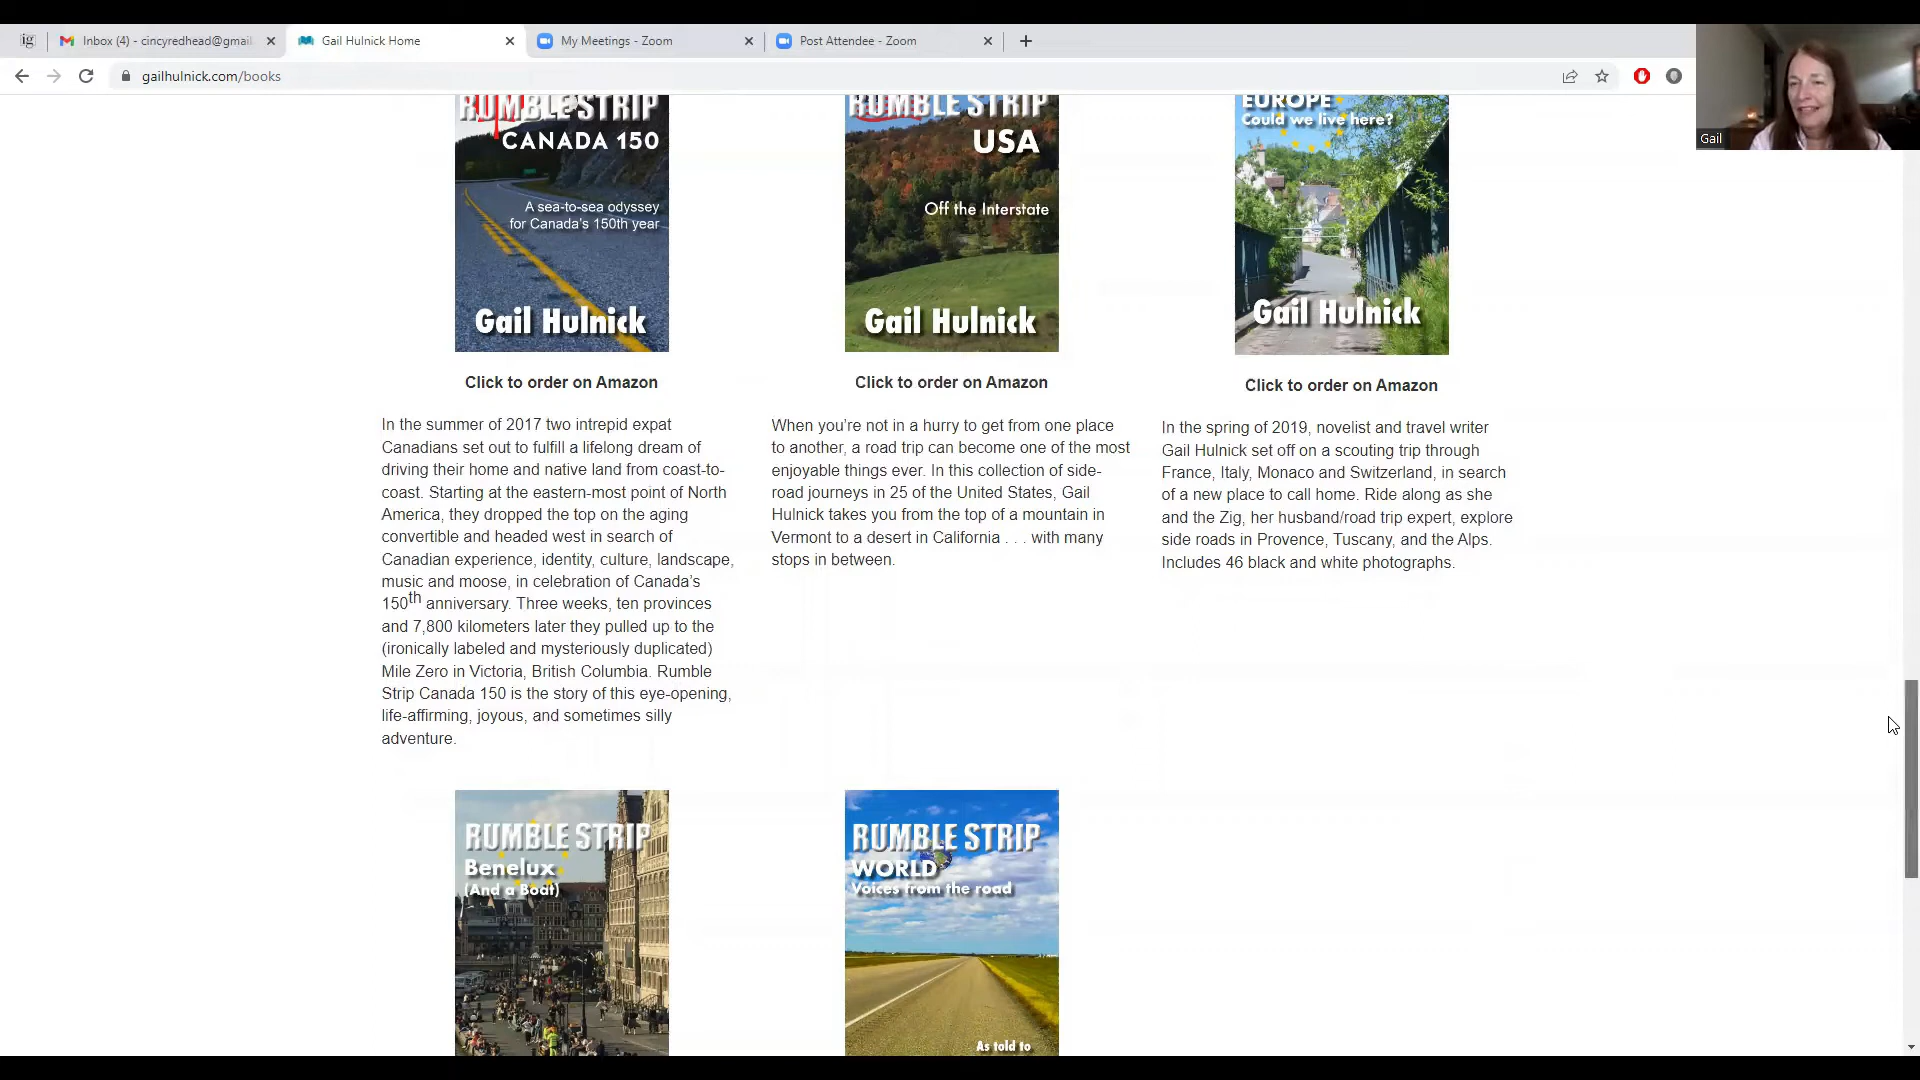 Inbox (4) - cincyredhead@gmai
Gail Hulnick Home
My Meetings - Zoom
Post Attendee - Zoom
gailhulnick.com/books
Gail
RUMBLE STRIP
CANADA 150
A sea-to-sea odyssey
for Canada's 150th year
Gail Hulnick
Click to order on Amazon
In the summer of 2017 two intrepid expat
Canadians set out to fulfill a lifelong dream of
driving their home and native land from coast-to-
coast. Starting at the eastern-most point of North
America, they dropped the top on the aging
convertible and headed west in search of
Canadian experience, identity, culture, landscape,
music and moose, in celebration of Canada's
150th anniversary. Three weeks, ten provinces
and 7,800 kilometers later they pulled up to the
(ironically labeled and mysteriously duplicated)
Mile Zero in Victoria, British Columbia. Rumble
Strip Canada 150 is the story of this eye-opening,
life-affirming, joyous, and sometimes silly
adventure.
RUMBLE STRIP
USA
Off the Interstate
Gail Hulnick
Click to order on Amazon
When you're not in a hurry to get from one place
to another, a road trip can become one of the most
enjoyable things ever. In this collection of side-
road journeys in 25 of the United States, Gail
Hulnick takes you from the top of a mountain in
Vermont to a desert in California . . . with many
stops in between.
EUROPE
Could we live here?
Gail Hulnick
Click to order on Amazon
In the spring of 2019, novelist and travel writer
Gail Hulnick set off on a scouting trip through
France, Italy, Monaco and Switzerland, in search
of a new place to call home. Ride along as she
and the Zig, her husband/road trip expert, explore
side roads in Provence, Tuscany, and the Alps.
Includes 46 black and white photographs.
RUMBLE STRIP
Benelux
(And a Boat)
RUMBLE STRIP
WORLD
Voices from the road
As told to